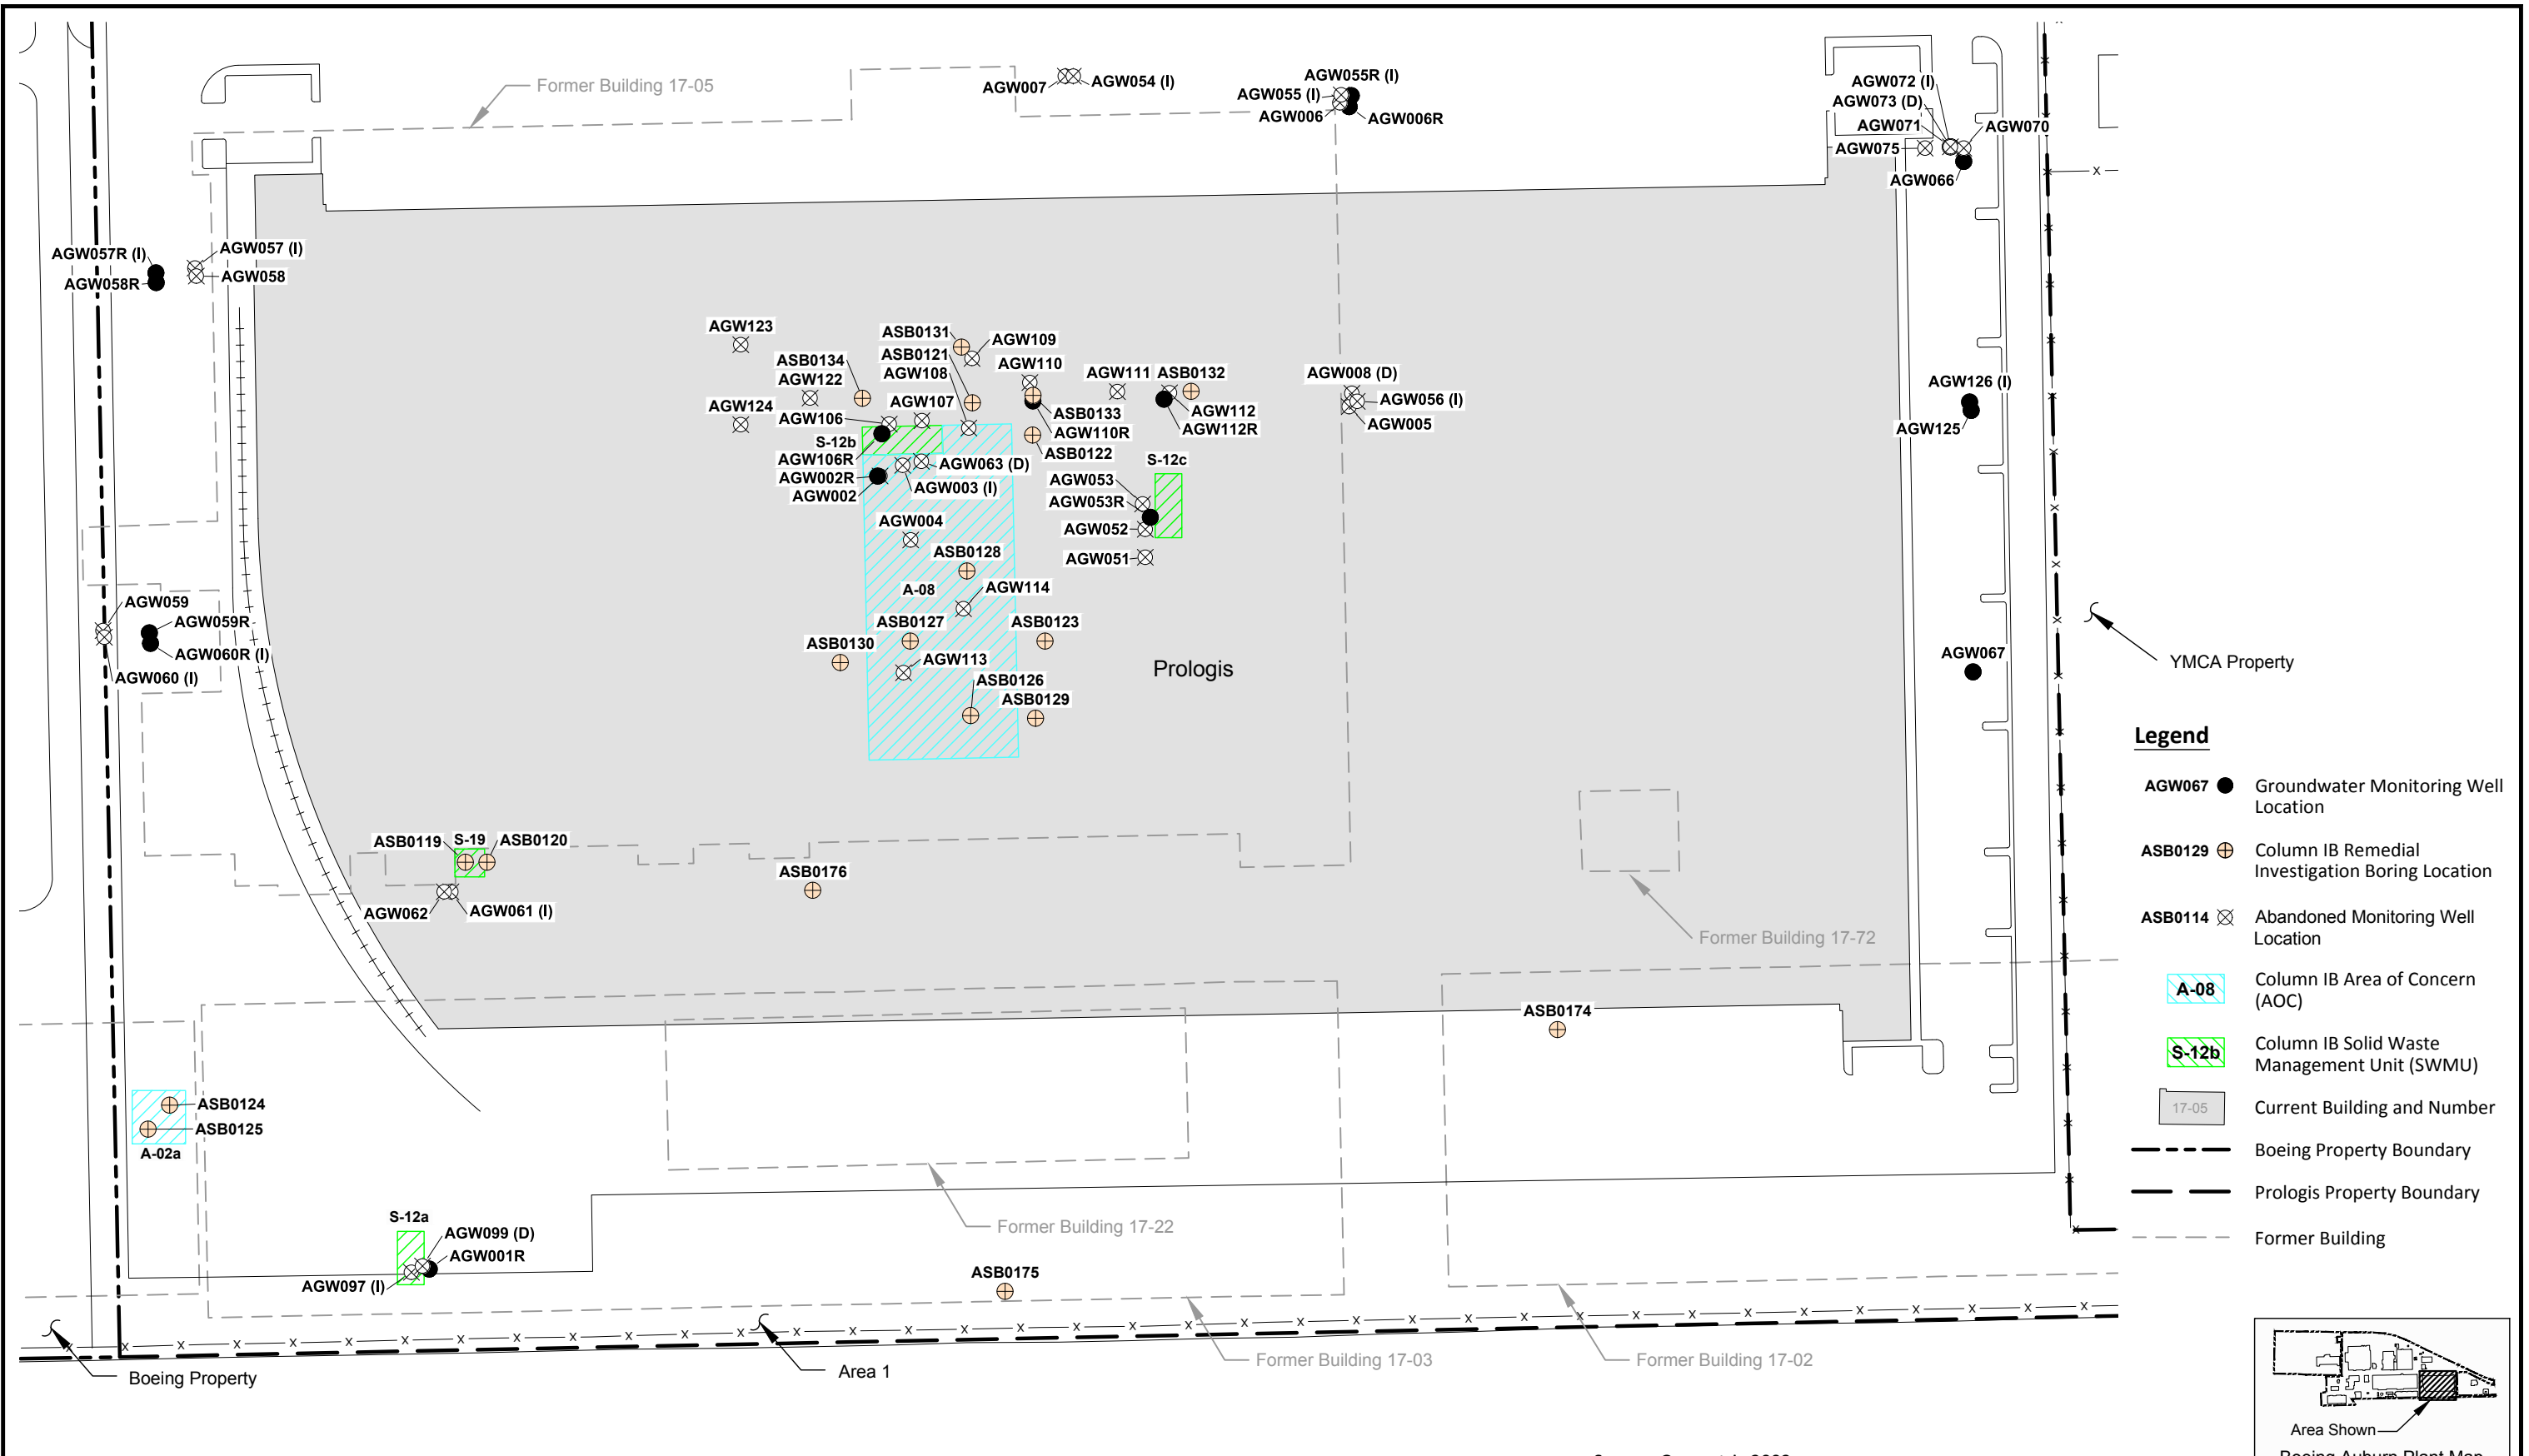 Former Building 17-05
AGW007
AGW054 (I)
AGW055R (I)
AGW055 (I)
AGW006
AGW006R
AGW072 (I)
AGW073 (D)
AGW071
AGW070
AGW075
AGW066
AGW057R (I)
AGW057 (I)
AGW058R
AGW058
AGW123
ASB0131
AGW109
ASB0134
ASB0121
AGW110
AGW122
AGW108
AGW111
ASB0132
AGW008 (D)
AGW126 (I)
AGW124
AGW107
AGW056 (I)
AGW106
ASB0133
AGW112
AGW005
AGW125
S-12b
AGW110R
AGW112R
AGW106R
ASB0122
AGW063 (D)
S-12c
AGW002R
AGW053
AGW002
AGW003 (I)
AGW053R
AGW004
AGW052
ASB0128
AGW051
A-08
AGW114
AGW059
AGW059R
ASB0127
ASB0123
ASB0130
AGW060R (I)
AGW113
Prologis
AGW067
YMCA Property
AGW060 (I)
ASB0126
ASB0129
Legend
AGW067
Groundwater Monitoring Well
Location
ASB0129
Column IB Remedial
Investigation Boring Location
ASB0114
Abandoned Monitoring Well
Location
A-08
Column IB Area of Concern
(AOC)
S-12b
Column IB Solid Waste
Management Unit (SWMU)
17-05
Current Building and Number
Boeing Property Boundary
Prologis Property Boundary
Former Building
ASB0119
S-19
ASB0120
ASB0176
AGW062
AGW061 (I)
Former Building 17-72
ASB0174
ASB0124
ASB0125
A-02a
S-12a
AGW099 (D)
AGW001R
AGW097 (I)
Former Building 17-22
ASB0175
Former Building 17-03
Former Building 17-02
Boeing Property
Area 1
Area Shown
Boeing Auburn Plant Map